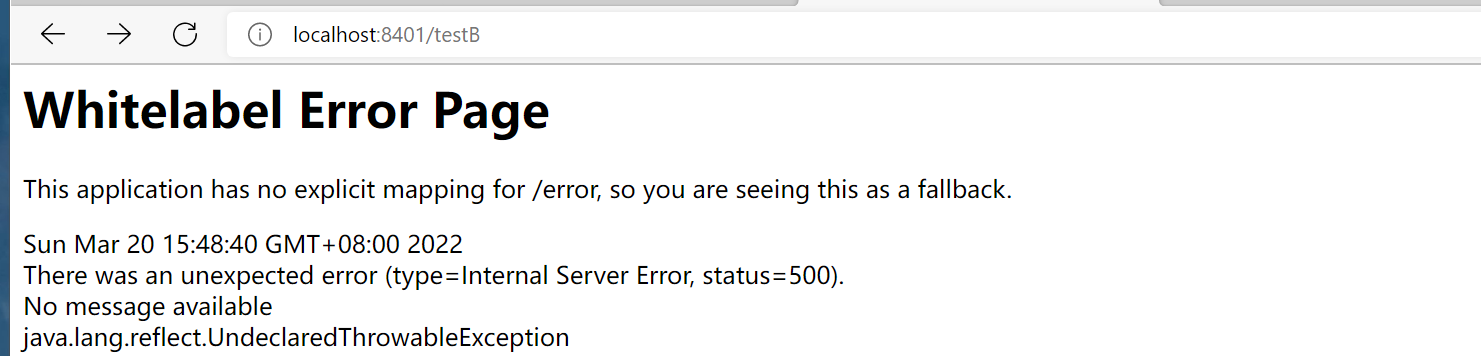 localhost:8401/testB
Whitelabel Error Page
This application has no explicit mapping for /error, so you are seeing this as a fallback.
Sun Mar 20 15:48:40 GMT+08:00 2022
There was an unexpected error (type=Internal Server Error, status=500).
No message available
java.lang.reflect.UndeclaredThrowableException